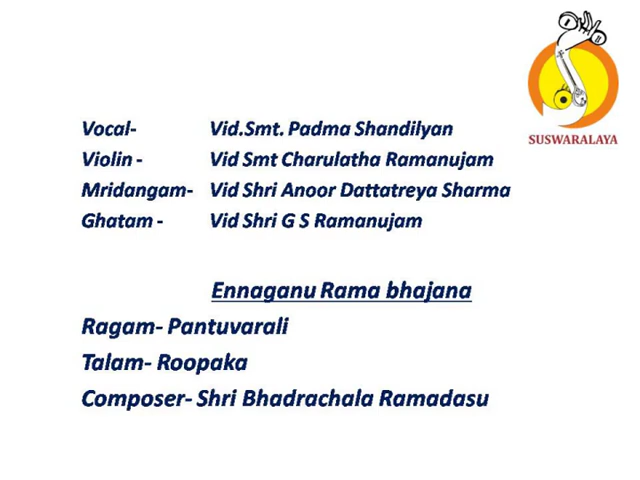 SUSWARALAYA
Vocal- Vid.Smt. Padma Shandilyan
Violin - Vid Smt Charulatha Ramanujam
Mridangam- Vid Shri Anoor Dattatreya Sharma
Ghatam - Vid Shri G S Ramanujam
Ennaganu Rama bhajana
Ragam- Pantuvarali
Talam- Roopaka
Composer- Shri Bhadrachala Ramadasu